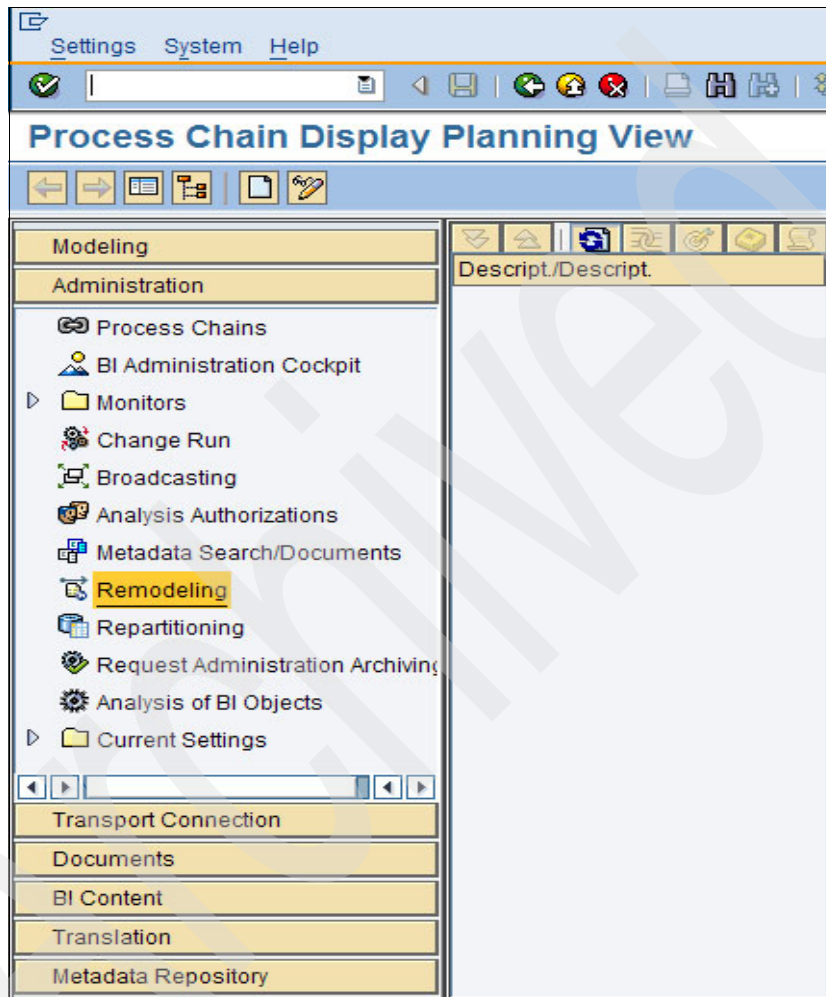 Settings System Help
Process Chain Display Planning View
Modeling
Descript./Descript.
Administration
Process Chains
BI Administration Cockpit
Monitors
Change Run
Broadcasting
Analysis Authorizations
Metadata Search/Documents
Remodeling
Repartitioning
Request Administration Archiving
Analysis of BI Objects
Current Settings
Transport Connection
Documents
BI Content
Translation
Metadata Repository
Archived